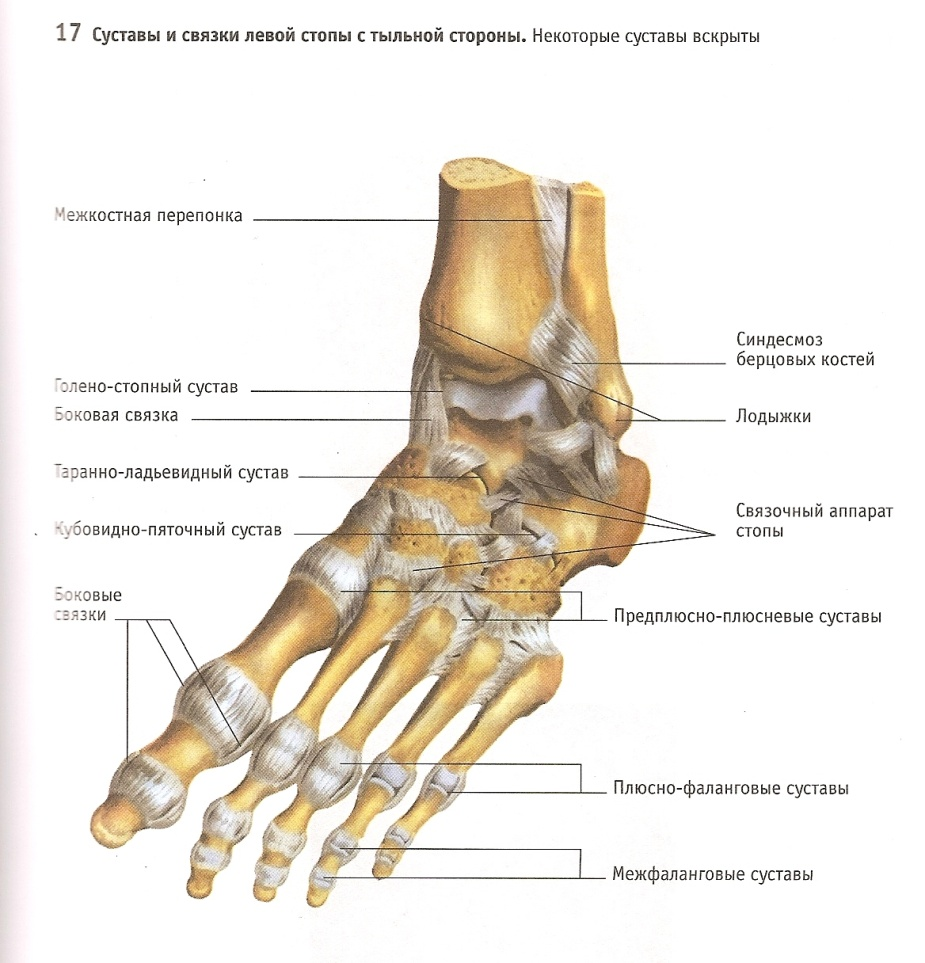 17 Суставы и связки левой стопы с тыльной стороны. Некоторые суставы вскрыты
Межкостная перепонка
Синдесмоз
берцовых костей
Голено-стопный сустав
Боковая связка
Лодыжки
Таранно-ладьевидный сустав
Связочный аппарат
стопы
Кубовидно-пяточный сустав
Боковые
связки
Предплюсно-плюсневые суставы
Плюсно-фаланговые суставы
Межфаланговые суставы